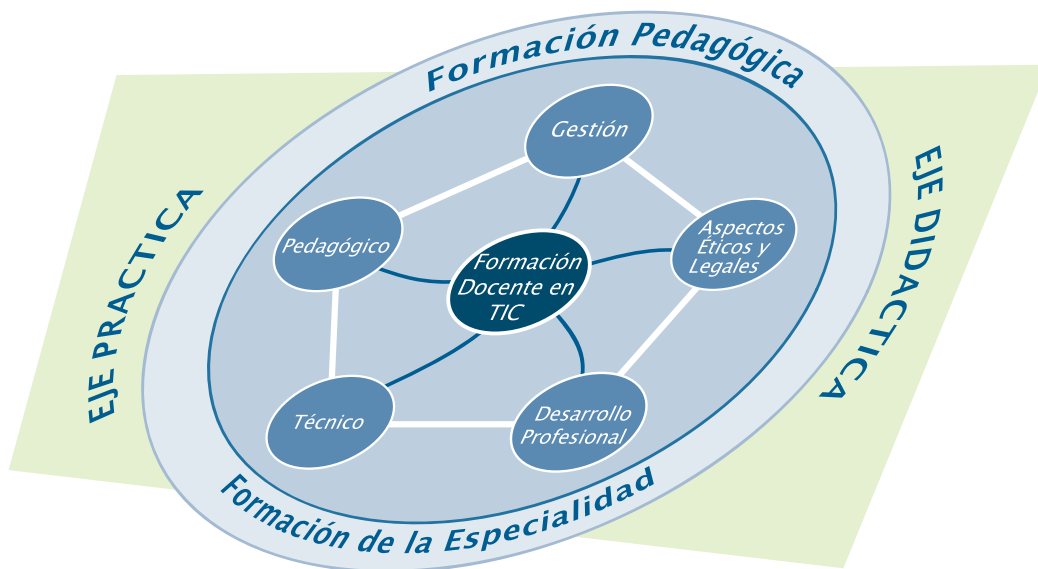 Formación Pedagógica
Gestión
EJE PRACTICA
EJE DIDACTICA
Pedagógico
Aspectos
Éticos y
Legales
Formación
Docente en
TIC
Técnico
Desarrollo
Profesional
Formación de la Especialidad